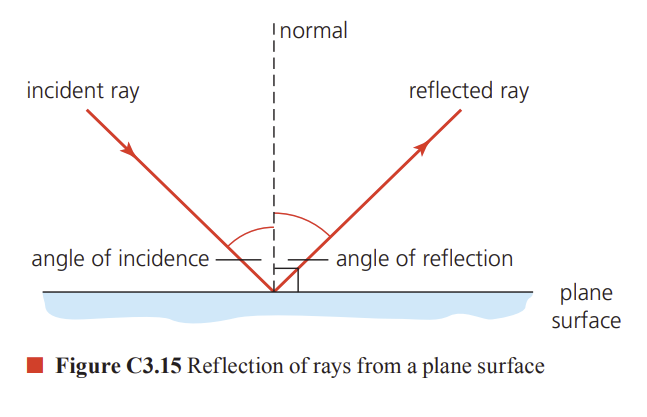 normal
incident ray
reflected ray
angle of incidence
angle of reflection
plane
surface
Figure C3.15 Reflection of rays from a plane surface